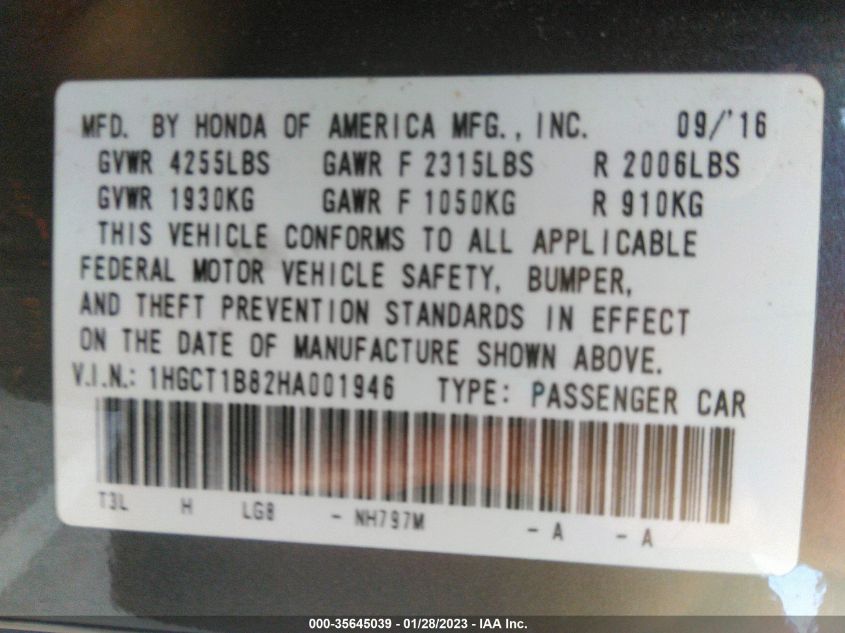 MFD. BY HONDA OF AMERICA MFG., INC. 09/'16
GVWR 4255LBS GAWR F 2315LBS R 2006LBS
GVWR 1930KG GAWR F 1050KG R 910KG
THIS VEHICLE CONFORMS TO ALL APPLICABLE
FEDERAL MOTOR VEHICLE SAFETY, BUMPER,
AND THEFT PREVENTION STANDARDS IN EFFECT
ON THE DATE OF MANUFACTURE SHOWN ABOVE.
V.I.N.: 1HGCT1B82HA001946 TYPE: PASSENGER CAR
T3L H LG8 - NH797M - A - A
000-35645039 - 01/28/2023 - IAA Inc.